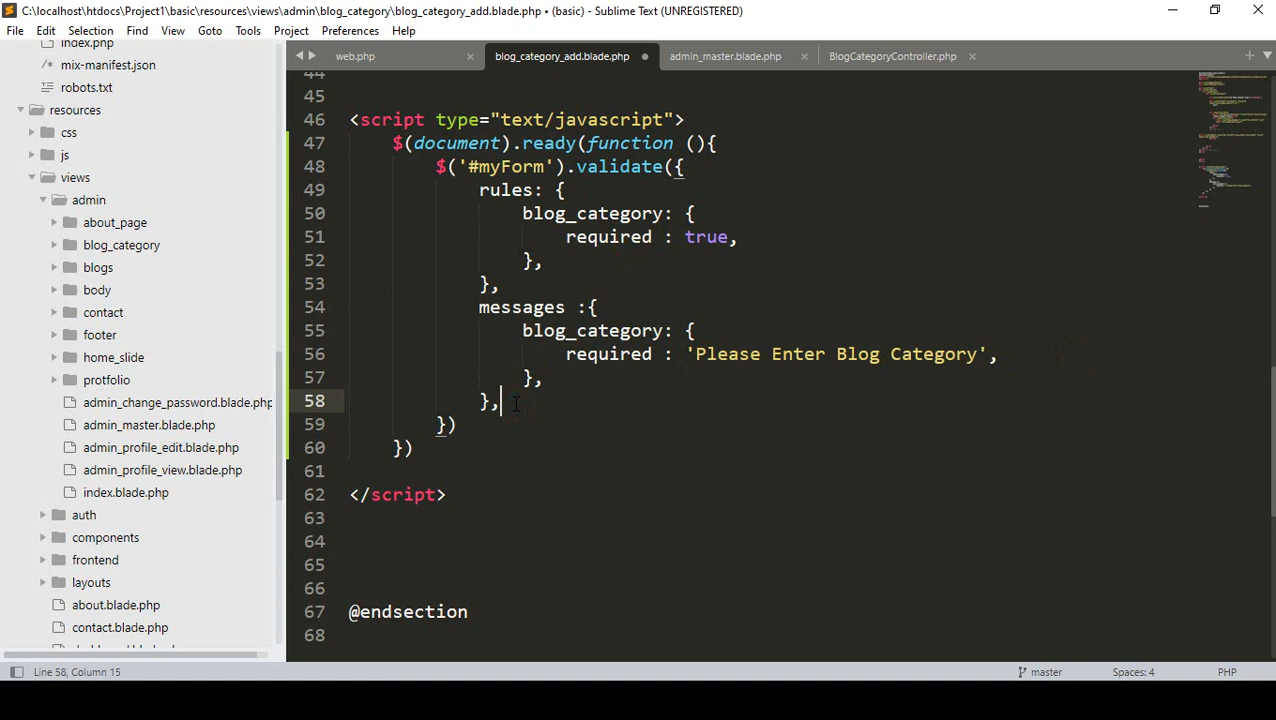 C:\localhost\htdocs\Project1\basic\resources\views\admin\blog_category\blog_category_add.blade.php • (basic) - Sublime Text (UNREGISTERED)
File Edit Selection Find View Goto Tools Project Preferences Help
index.php
mix-manifest.json
robots.txt
resources
css
js
views
admin
about_page
blog_category
blogs
body
contact
footer
home_slide
protfolio
admin_change_password.blade.php
admin_master.blade.php
admin_profile_edit.blade.php
admin_profile_view.blade.php
index.blade.php
auth
components
frontend
layouts
about.blade.php
contact.blade.php
web.php blog_category_add.blade.php admin_master.blade.php BlogCategoryController.php
44
45
46 <script type="text/javascript">
47 $(document).ready(function (){
48 $('#myForm').validate({
49 rules: {
50 blog_category: {
51 required : true,
52 },
53 },
54 messages :{
55 blog_category: {
56 required : 'Please Enter Blog Category',
57 },
58 },
59 })
60 })
61
62 </script>
63
64
65
66
67 @endsection
68
Line 58, Column 15 master Spaces: 4 PHP